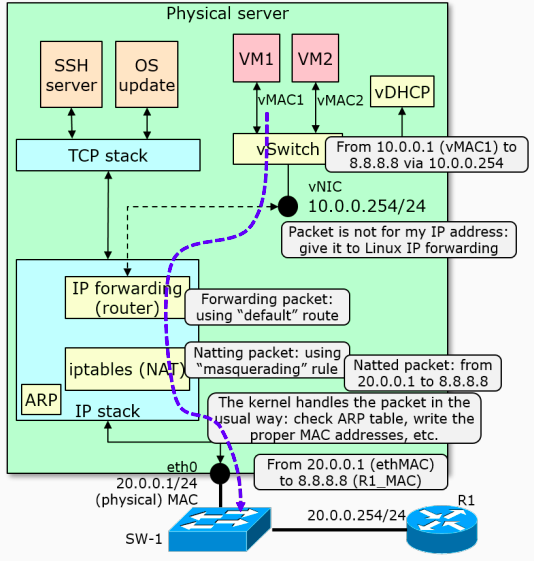 Physical server
SSH
server
OS
update
VM1
VM2
vMAC1
vMAC2
vDHCP
TCP stack
vSwitch
From 10.0.0.1 (vMAC1) to
8.8.8.8 via 10.0.0.254
vNIC
10.0.0.254/24
Packet is not for my IP address:
give it to Linux IP forwarding
IP forwarding
(router)
Forwarding packet:
using “default” route
iptables (NAT)
Natting packet: using
“masquerading” rule
Natted packet: from
20.0.0.1 to 8.8.8.8
ARP
IP stack
The kernel handles the packet in the
usual way: check ARP table, write the
proper MAC addresses, etc.
eth0
20.0.0.1/24
(physical) MAC
From 20.0.0.1 (ethMAC)
to 8.8.8.8 (R1_MAC)
R1
20.0.0.254/24
SW-1